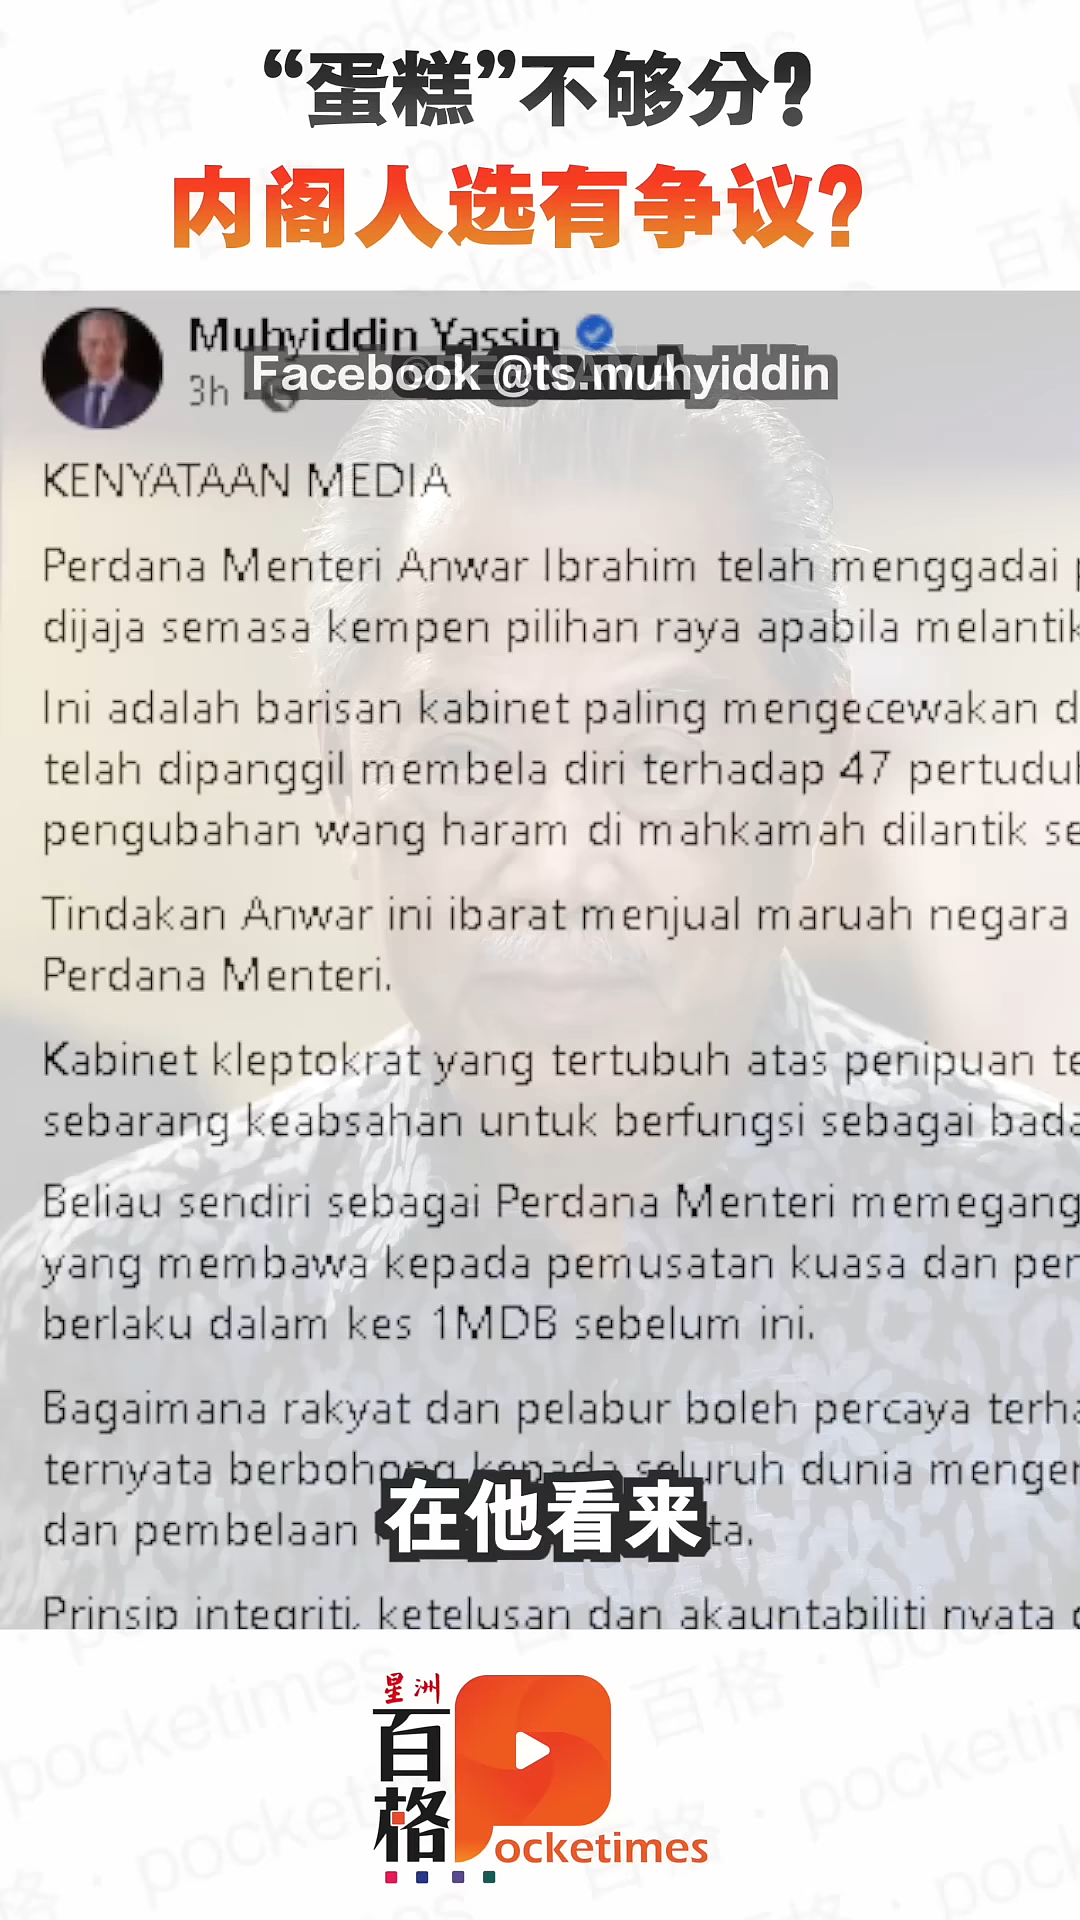 “蛋糕”不够分?
内阁人选有争议?
Muhyiddin Yassin
Facebook @ts.muhyiddin
3h
KENYATAAN MEDIA
Perdana Menteri Anwar Ibrahim telah menggadai
dijaja semasa kempen pilihan raya apabila melantik
Ini adalah barisan kabinet paling mengecewakan
telah dipanggil membela diri terhadap 47
pengubahan wang haram di mahkamah dilantik
Tindakan Anwar ini ibarat menjual maruah negara
Perdana Menteri.
Kabinet kleptokrat yang tertubuh atas penipuan
sebarang keabsahan untuk berfungsi sebagai
Beliau sendiri sebagai Perdana Menteri memegang
yang membawa kepada pemusatan kuasa dan
berlaku dalam kes 1MDB sebelum ini.
Bagaimana rakyat dan pelabur boleh percaya
ternyata berbohong kepada seluruh dunia
dan pembelaan
在他看来
Prinsip integriti, ketelusan dan akauntabiliti nyata
星洲
百格
Pocketimes